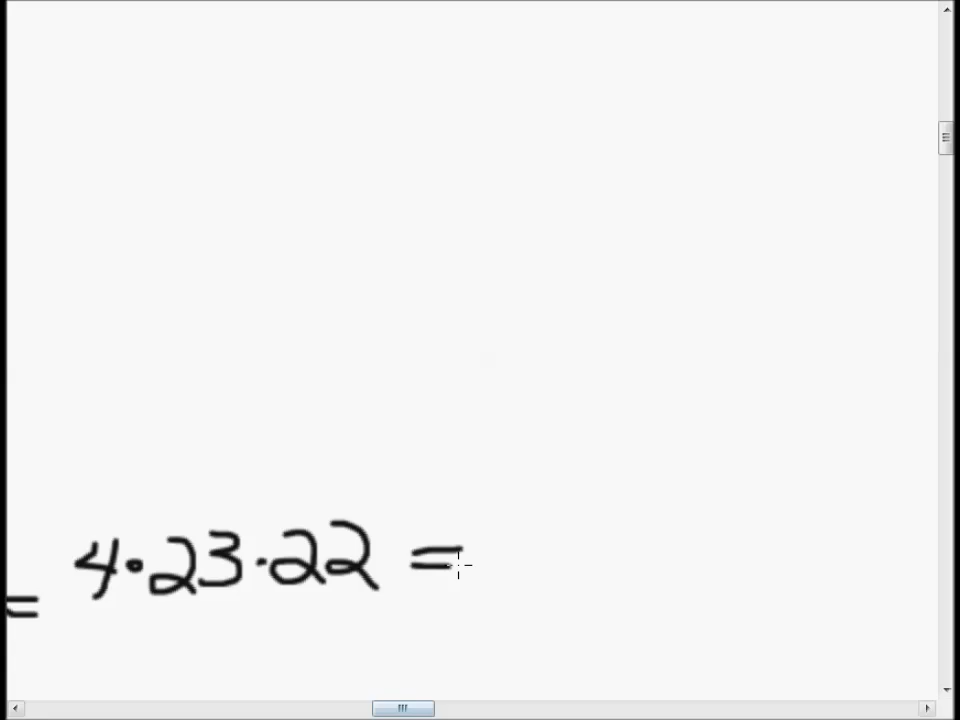 = 4·23·22 =